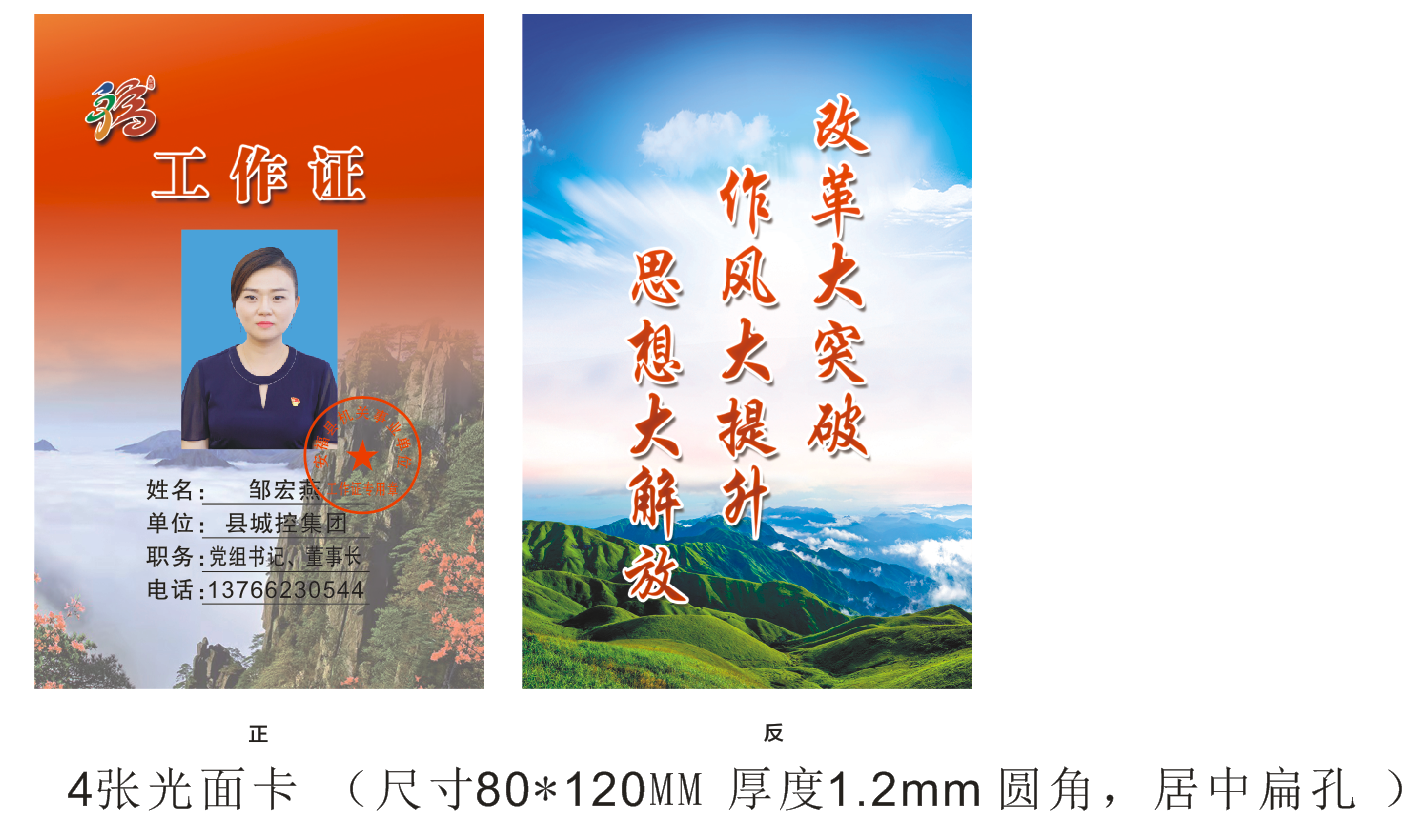 工作证
姓名： 邹宏燕
单位： 县城控集团
职务：党组书记、董事长
电话：13766230544
改革大突破
作风大提升
思想大解放
正
反
4张光面卡 （尺寸80*120MM 厚度1.2mm 圆角，居中扁孔 ）